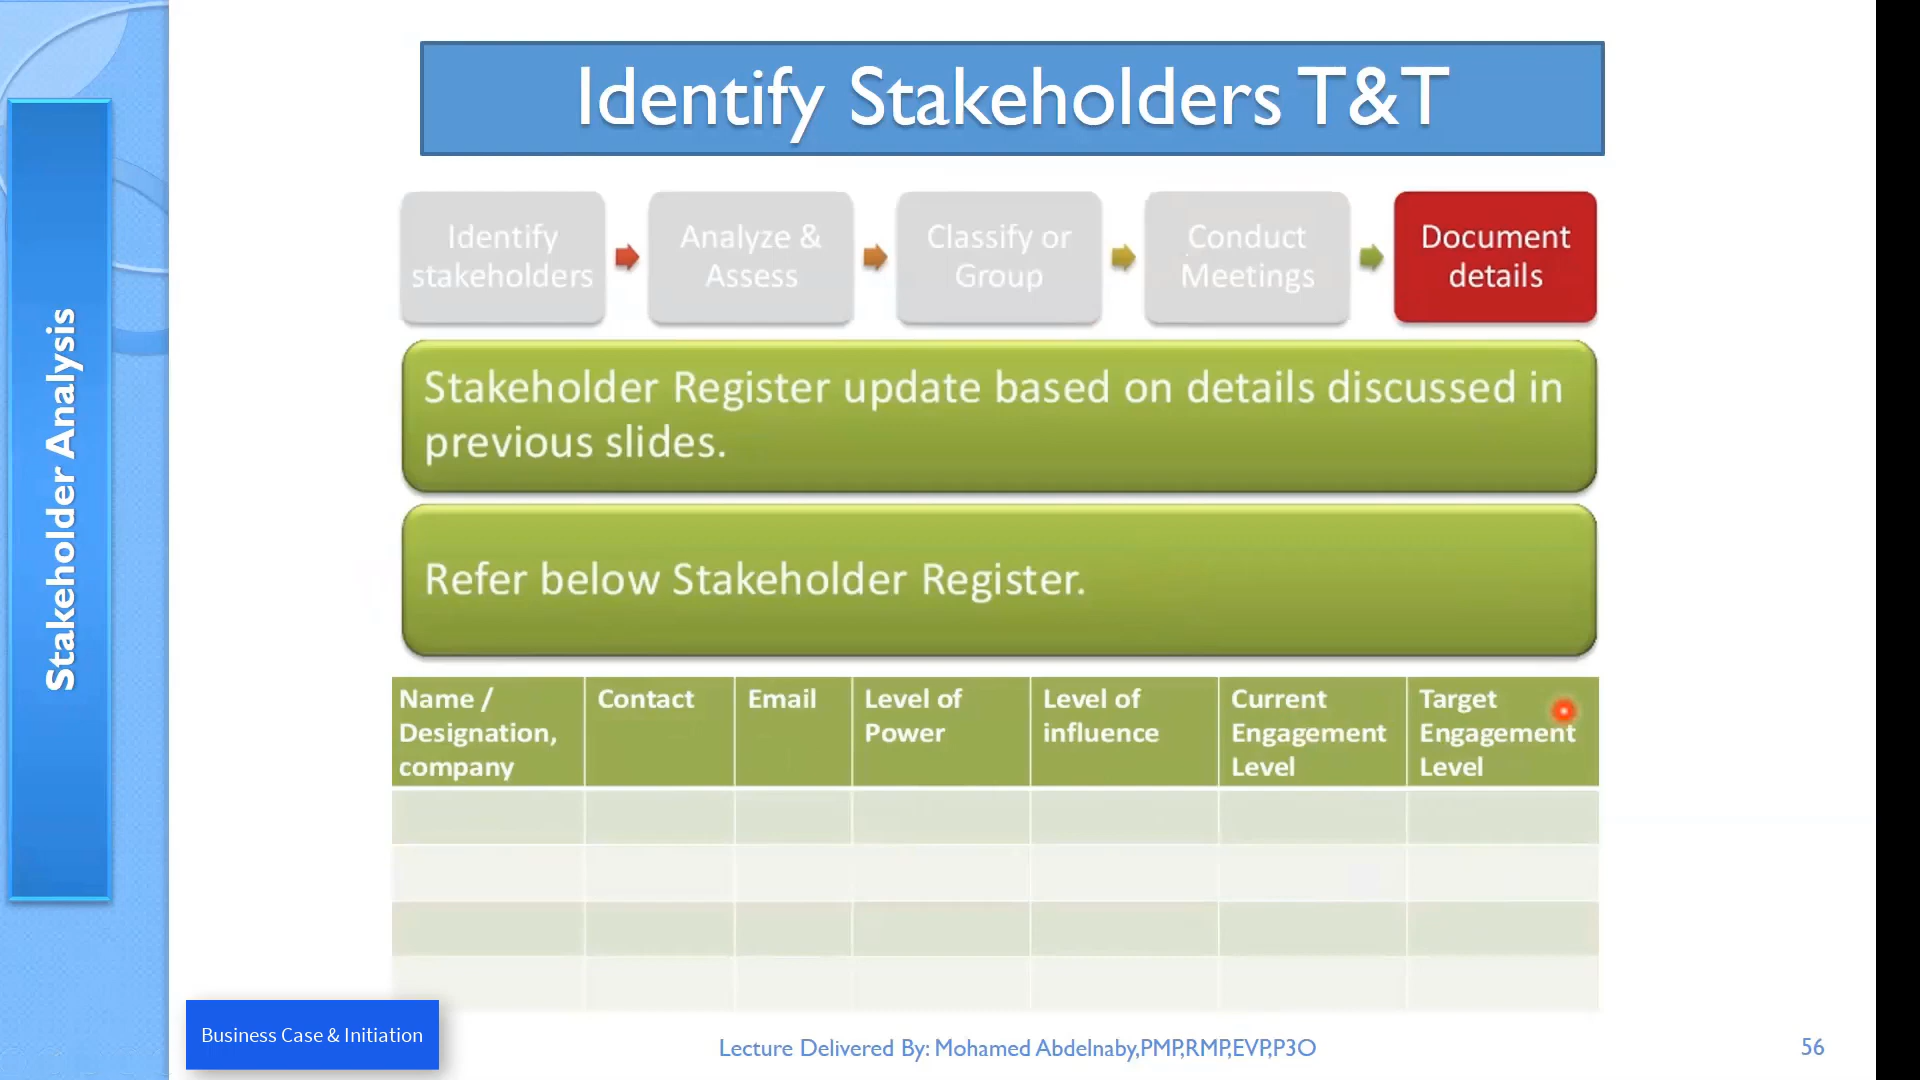 Identify Stakeholders T&T
Stakeholder Analysis
Identify
stakeholders
Analyze &
Assess
Classify or
Group
Conduct
Meetings
Document
details
Stakeholder Register update based on details discussed in
previous slides.
Refer below Stakeholder Register.
Name /
Designation,
company
Contact
Email
Level of
Power
Level of
influence
Current
Engagement
Level
Target
Engagement
Level
Business Case & Initiation
Lecture Delivered By: Mohamed Abdelnaby,PMP,RMP,EVP,P3O
56